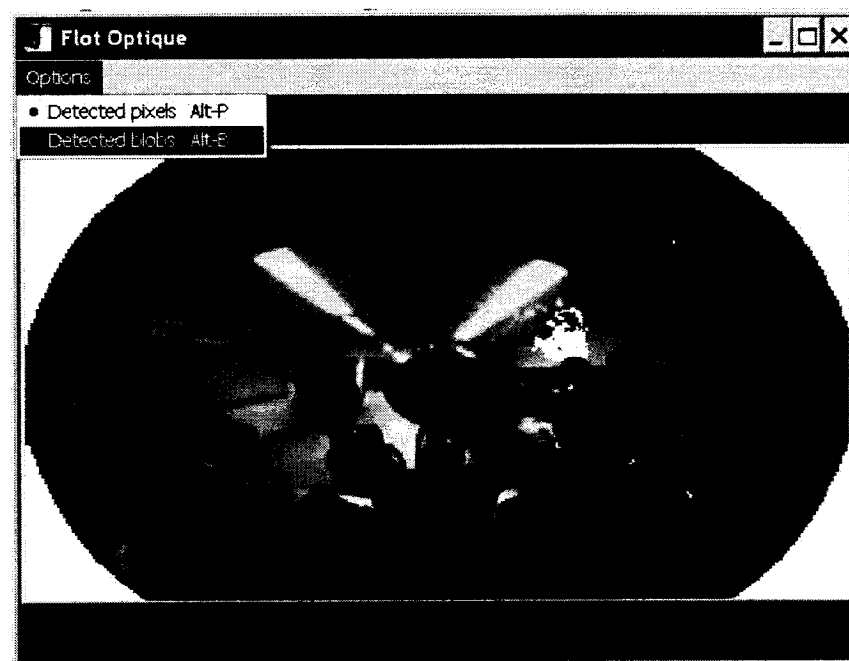 Flot Optique
Options
Detected pixels Alt-P
Detected blobs Alt-B